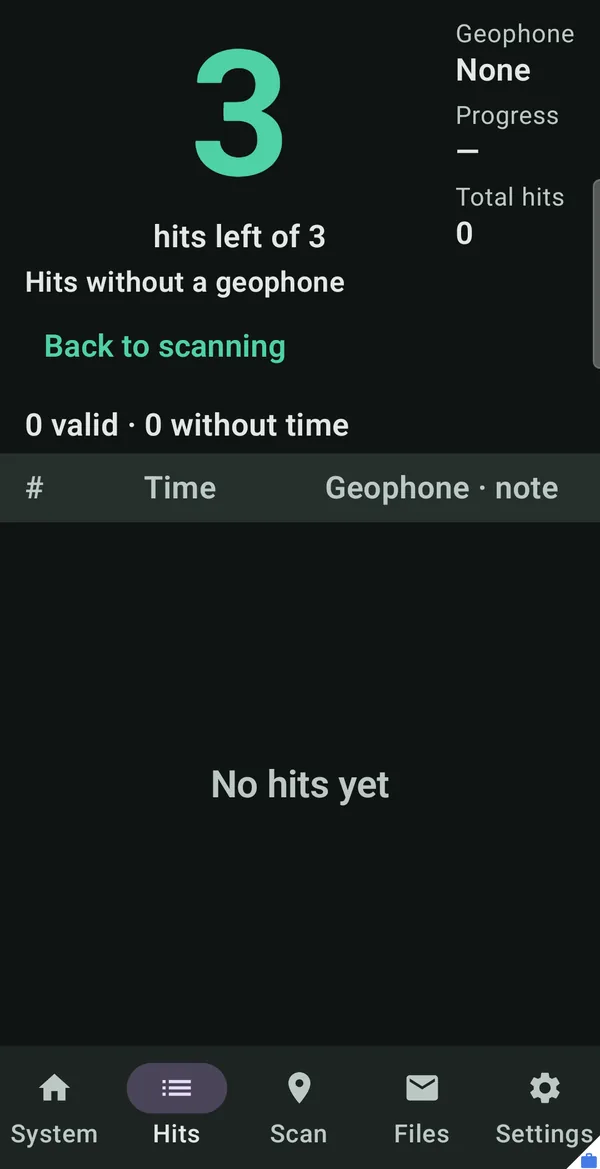 3
hits left of 3
Hits without a geophone
Back to scanning
Geophone
None
Progress
—
Total hits
0
0 valid · 0 without time
# Time Geophone · note
No hits yet
System Hits Scan Files Settings